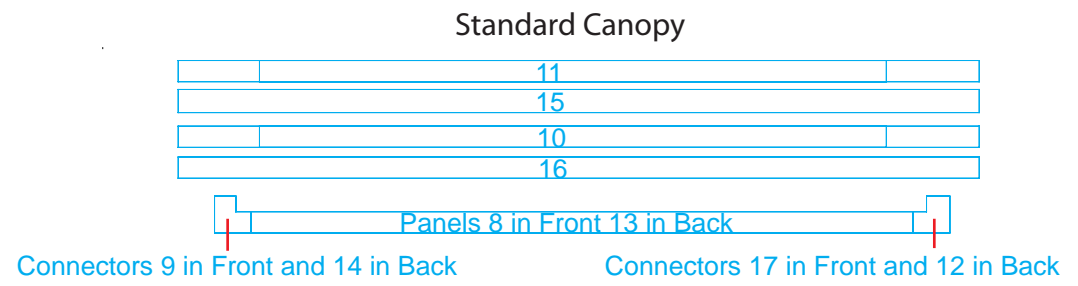 Standard Canopy
11
15
10
16
Panels 8 in Front 13 in Back
Connectors 9 in Front and 14 in Back
Connectors 17 in Front and 12 in Back